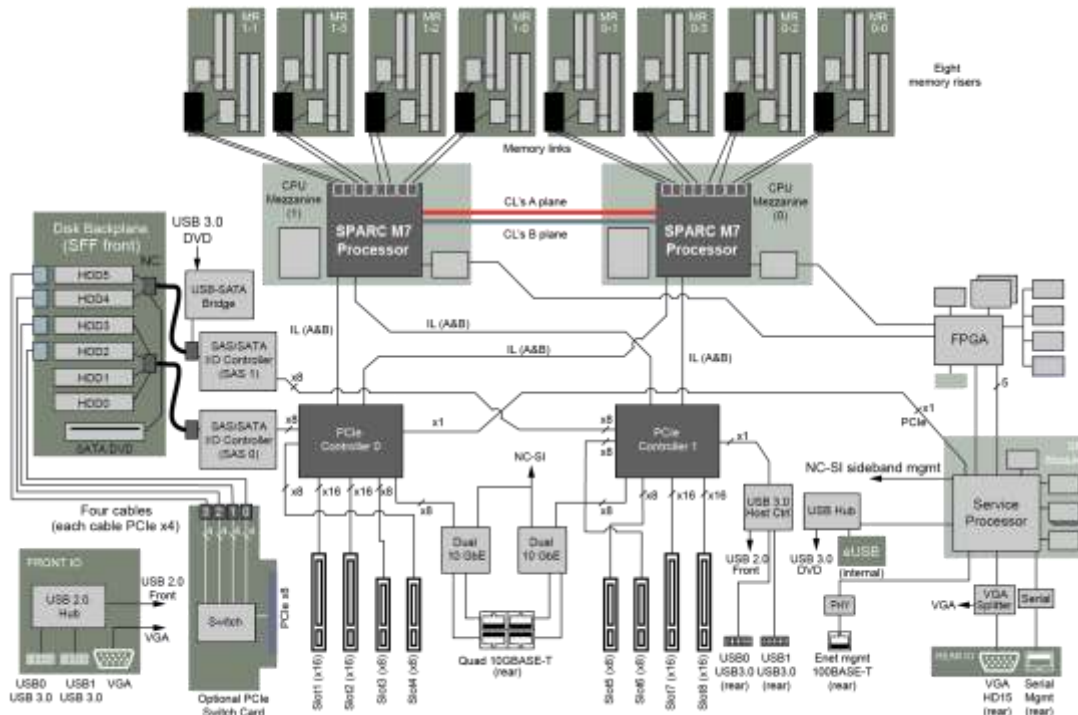 MR
1-1
MR
1-3
MR
1-2
MR
1-0
MR
0-1
MR
0-3
MR
0-2
MR
0-0
Eight
memory risers
Memory links
CPU
Mezzanine
(1)
SPARC M7
Processor
CL's A plane
CL's B plane
SPARC M7
Processor
CPU
Mezzanine
(0)
Disk Backplane
(SFF front)
USB 3.0
DVD
NC
HDD5
HDD4
HDD3
HDD2
HDD1
HDD0
SATA DVD
USB-SATA
Bridge
SAS/SATA
I/O Controller
(SAS 1)
SAS/SATA
I/O Controller
(SAS 0)
IL (A&B)
IL (A&B)
IL (A&B)
IL (A&B)
FPGA
5
x8
x8
x1
x8
x8
x1
x1
PCIe
PCIe
Controller 0
PCIe
Controller 1
NC-SI
NC-SI sideband mgmt
Service
Processor
x8
x16
x16
x8
x8
x8
x8
x16
x16
Four cables
(each cable PCIe x4)
Dual
10 GbE
Dual
10 GbE
USB 3.0
Host Ctrl
USB Hub
USB 2.0
Front
USB 3.0
DVD
eUSB
(internal)
FRONT IO
USB 2.0
Hub
USB 2.0
Front
VGA
USB0
USB 3.0
USB1
USB 3.0
VGA
Switch
PCIe x8
Optional PCIe
Switch Card
Slot1 (x16)
Slot2 (x16)
Slot3 (x8)
Slot4 (x8)
Quad 10GBASE-T
(rear)
Slot5 (x8)
Slot6 (x8)
Slot7 (x16)
Slot8 (x16)
USB0
USB3.0
(rear)
USB1
USB3.0
(rear)
PHY
Enet mgmt
100BASE-T
(rear)
VGA
VGA
Splitter
Serial
REAR IO
VGA
HD15
(rear)
Serial
Mgmt
(rear)